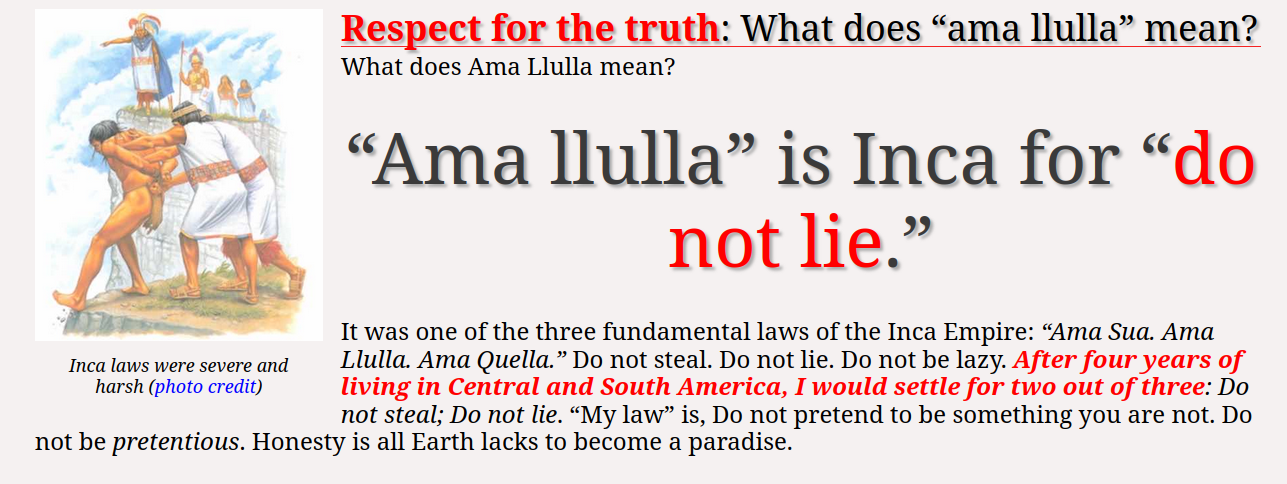 Respect for the truth: What does “ama llulla” mean?
What does Ama Llulla mean?
“Ama llulla” is Inca for “do
not lie.”
It was one of the three fundamental laws of the Inca Empire: “Ama Sua. Ama
Llulla. Ama Quella.” Do not steal. Do not lie. Do not be lazy. After four years of
living in Central and South America, I would settle for two out of three: Do
not steal; Do not lie. “My law” is, Do not pretend to be something you are not. Do
not be pretentious. Honesty is all Earth lacks to become a paradise.
Inca laws were severe and
harsh (photo credit)